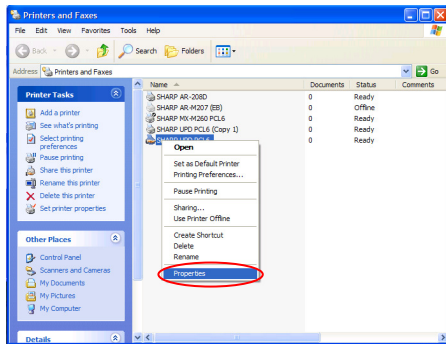 Printers and Faxes
File Edit View Favorites Tools Help
Back Search Folders
Address Printers and Faxes Go
Name Documents Status Comments
Printer Tasks
Add a printer
See what's printing
Select printing
preferences
Pause printing
Share this printer
Rename this printer
Delete this printer
Set printer properties
Other Places
Control Panel
Scanners and Cameras
My Documents
My Pictures
My Computer
Details
SHARP AR-208D 0 Ready
SHARP AR-M207 (EB) 0 Offline
SHARP MX-M260 PCL6 0 Ready
SHARP UPD PCL6 (Copy 1) 0 Ready
SHARP UPD PCL6 0 Ready
Open
Set as Default Printer
Printing Preferences...
Pause Printing
Sharing...
Use Printer Offline
Create Shortcut
Delete
Rename
Properties